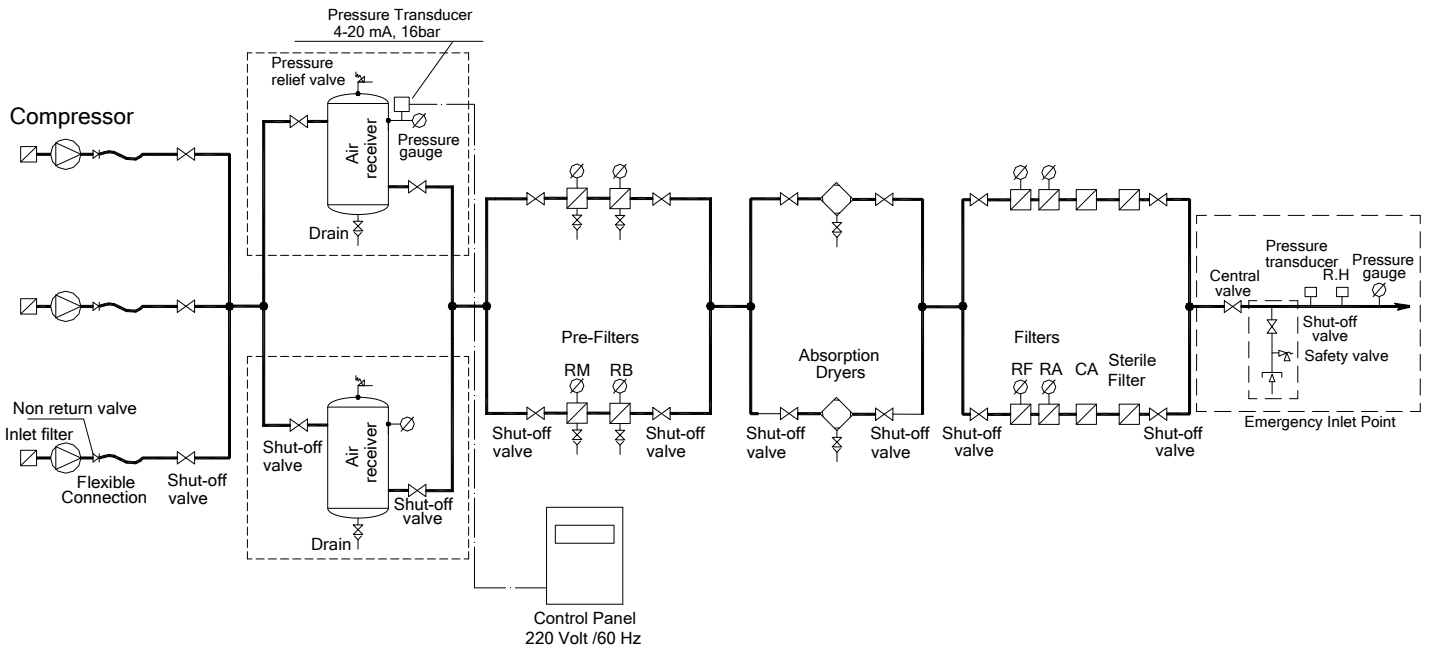 Pressure Transducer
4-20 mA, 16bar
Pressure
relief valve
Compressor
Air
receiver
Pressure
gauge
Drain
Pressure
transducer
Pressure
gauge
R.H
Central
valve
Shut-off
valve
Safety valve
Emergency Inlet Point
Pre-Filters
RM
RB
Absorption
Dryers
Filters
RF
RA
CA
Sterile
Filter
Non return valve
Inlet filter
Flexible
Connection
Shut-off
valve
Shut-off
valve
Air
receiver
Shut-off
valve
Drain
Shut-off
valve
Shut-off
valve
Shut-off
valve
Shut-off
valve
Shut-off
valve
Shut-off
valve
Control Panel
220 Volt /60 Hz